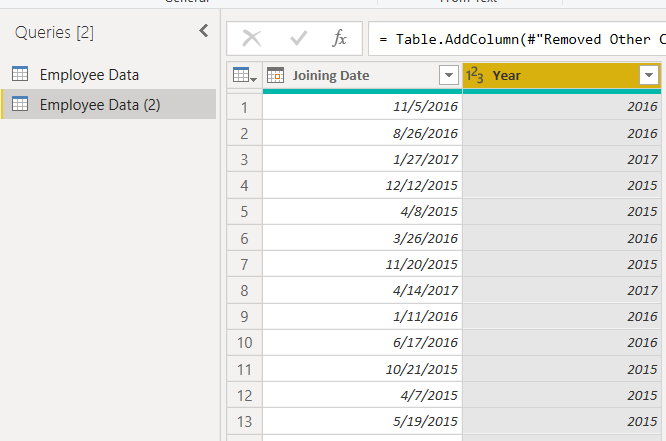 General
From Text
Queries [2]
fx
= Table.AddColumn(#"Removed Other C
Employee Data
Employee Data (2)
Joining Date
1²3 Year
1 11/5/2016 2016
2 8/26/2016 2016
3 1/27/2017 2017
4 12/12/2015 2015
5 4/8/2015 2015
6 3/26/2016 2016
7 11/20/2015 2015
8 4/14/2017 2017
9 1/11/2016 2016
10 6/17/2016 2016
11 10/21/2015 2015
12 4/7/2015 2015
13 5/19/2015 2015